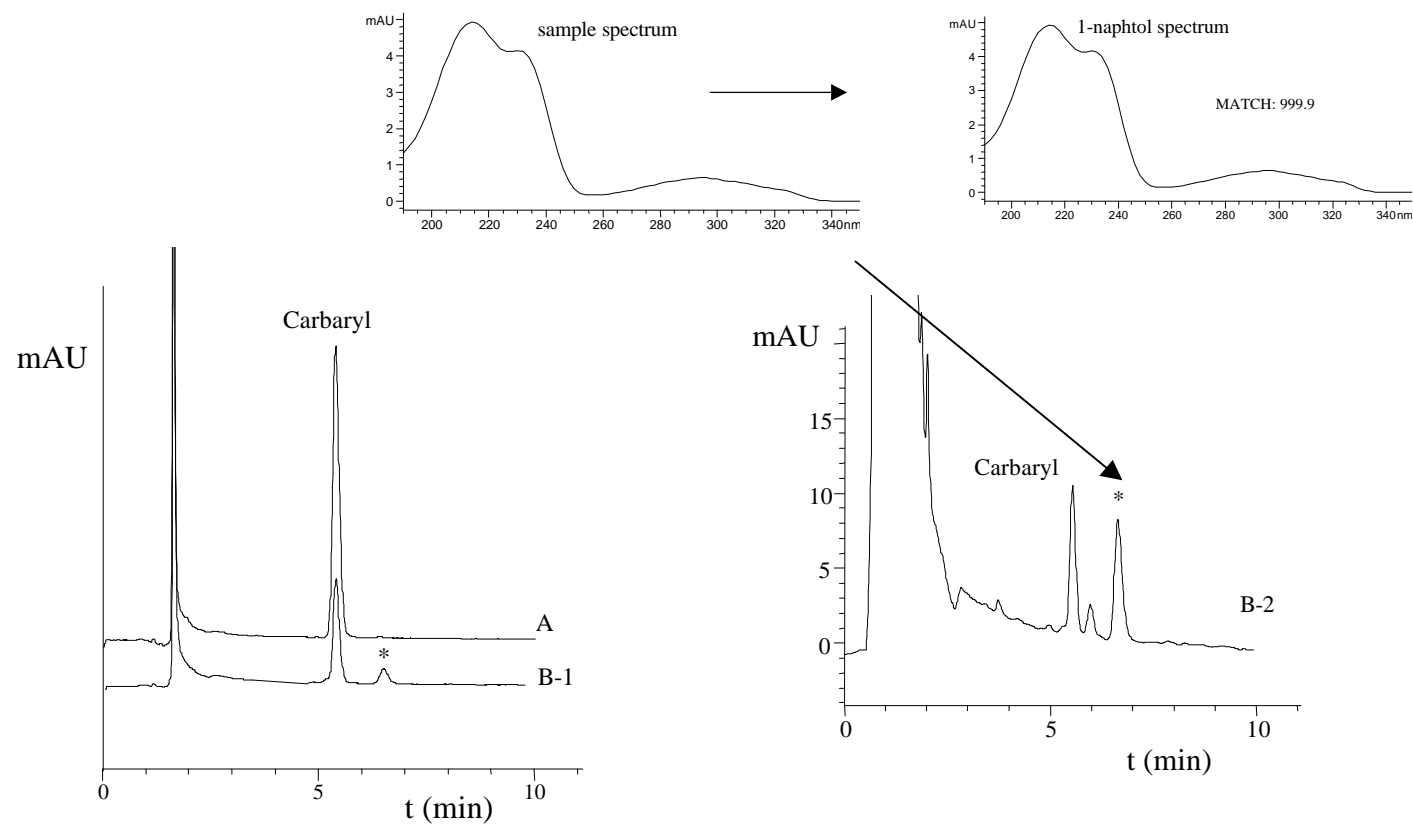 mAU
sample spectrum
4
3
2
1
0
200 220 240 260 280 300 320 340nm
mAU
1-naphtol spectrum
MATCH: 999.9
4
3
2
1
0
200 220 240 260 280 300 320 340nm
Carbaryl
mAU
A
*
B-1
0 5 10
t (min)
mAU
15
Carbaryl
10
*
5
B-2
0
0 5 10
t (min)